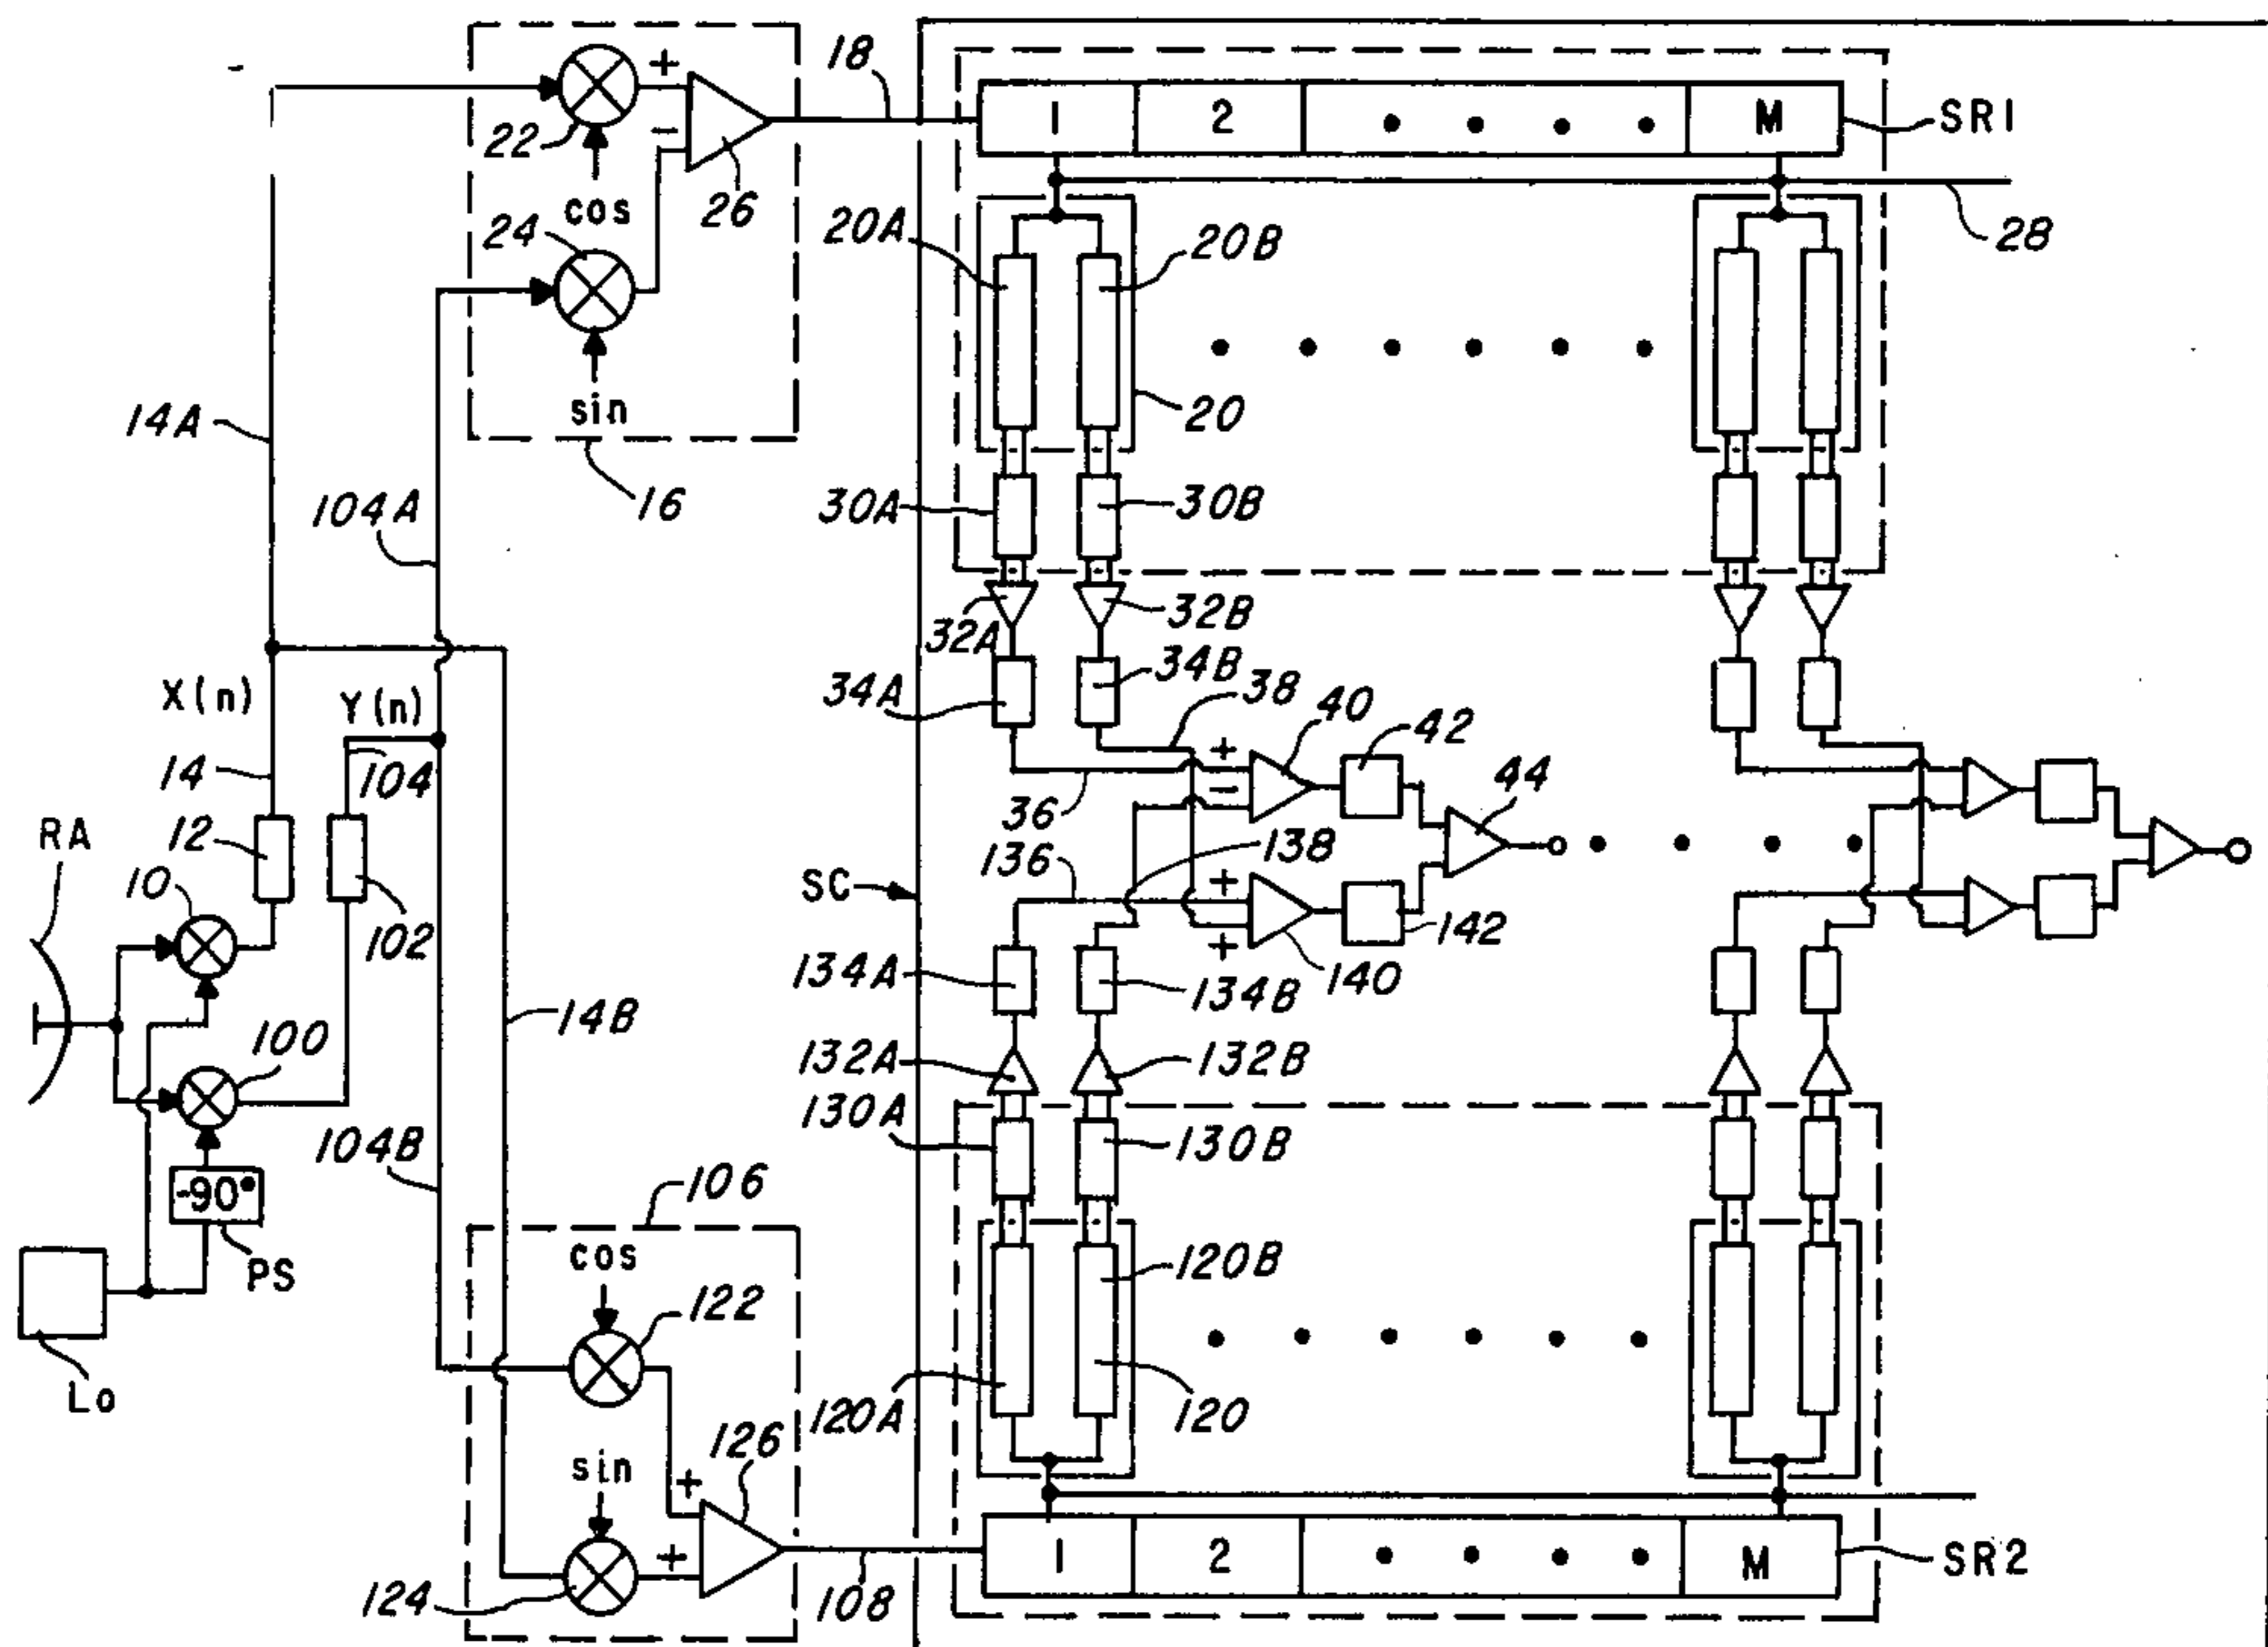 18
1
2
M
SR1
22
+
−
cos
26
24
20A
20B
28
sin
20
14A
16
104A
30A
30B
32A
32B
34A
34B
38
40
42
X(n)
Y(n)
+
−
44
14
104
36
RA
12
136
138
10
SC
+
102
142
134A
+
140
134B
100
14B
132A
132B
130A
130B
104B
-90°
106
PS
cos
120B
122
Lo
120A
120
126
sin
+
+
1
2
M
SR2
124
108